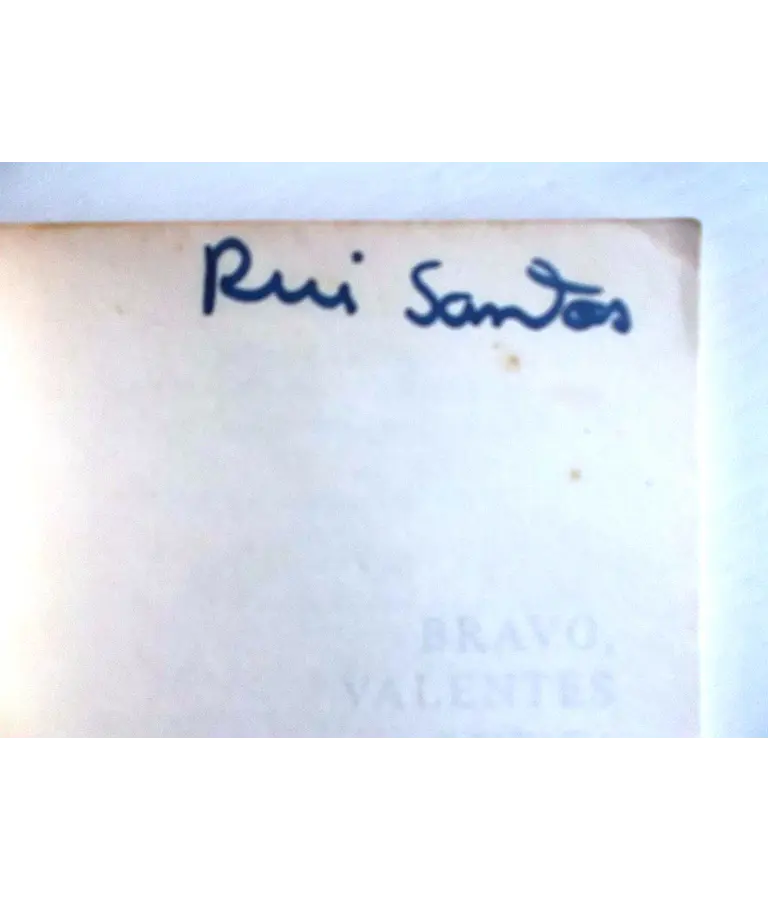 Rui Santos
BRAVO,
VALENTES